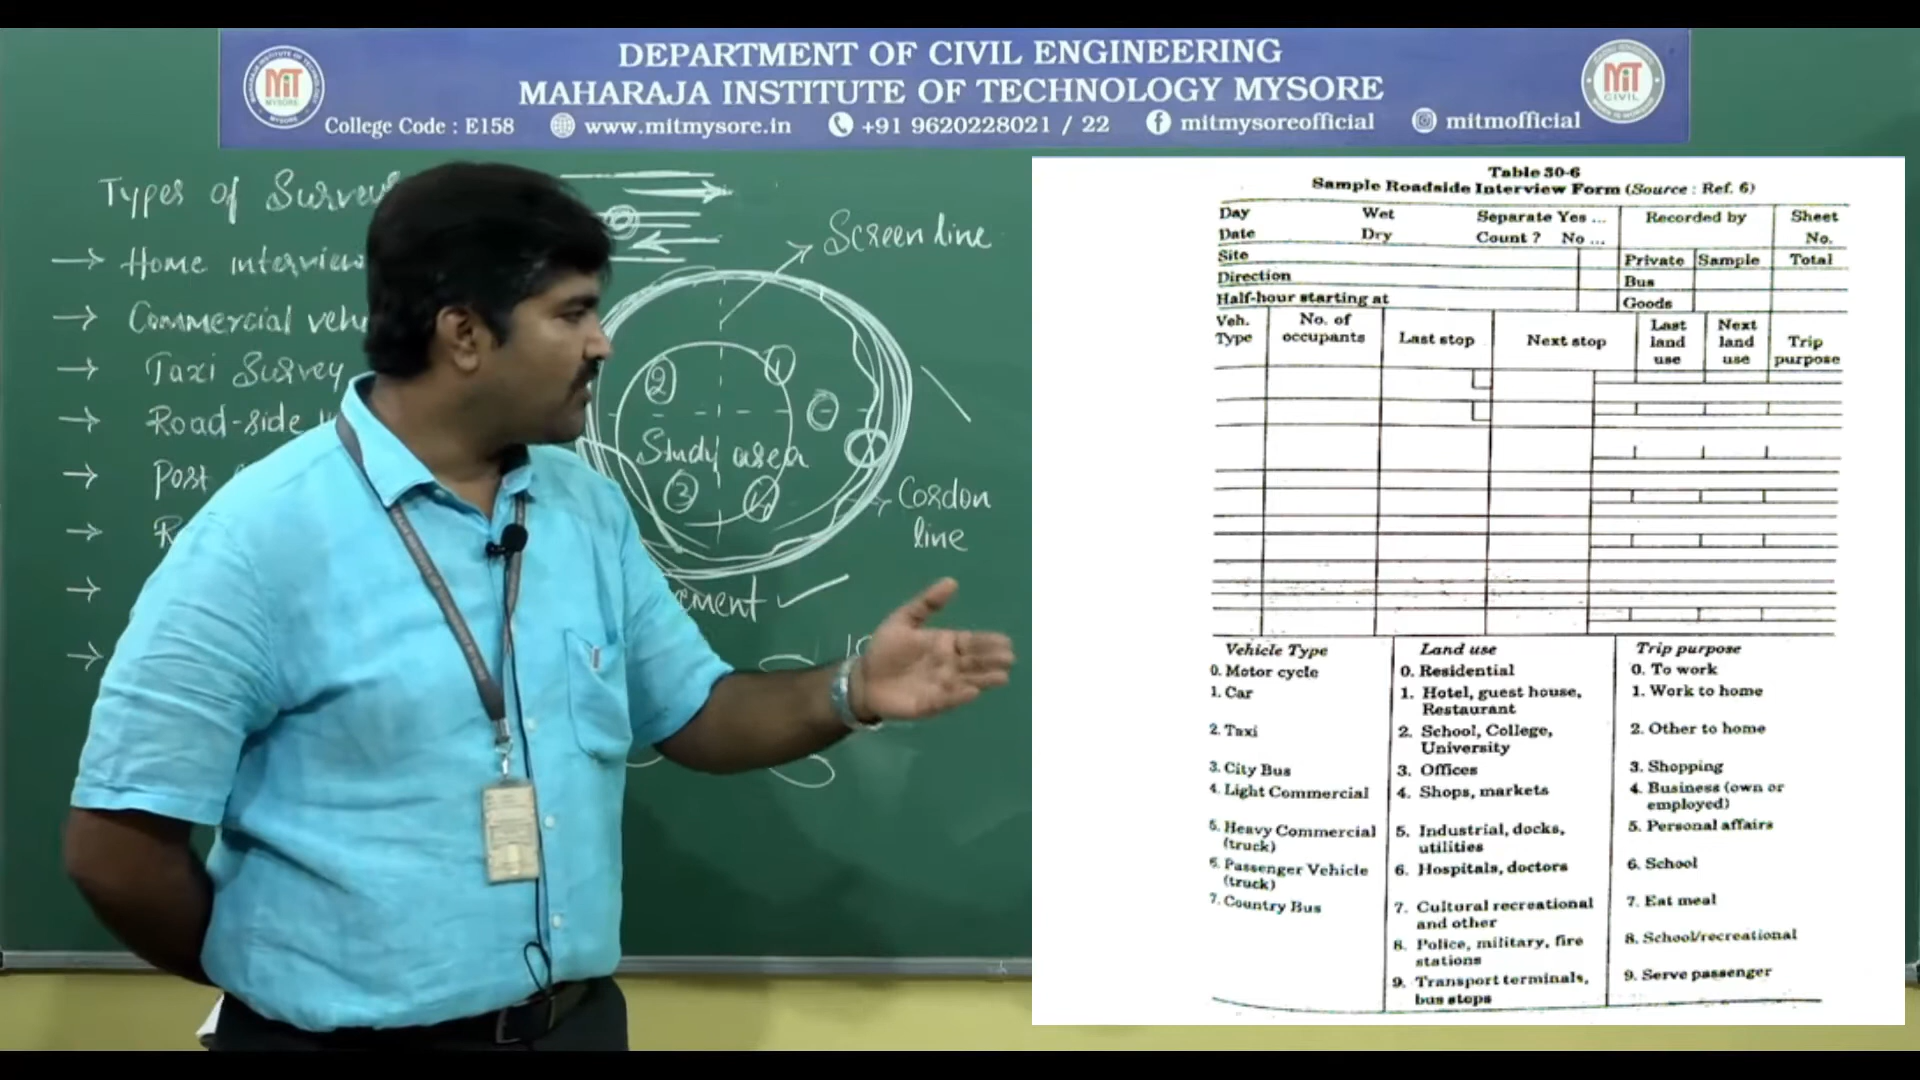 DEPARTMENT OF CIVIL ENGINEERING
MAHARAJA INSTITUTE OF TECHNOLOGY MYSORE
College Code : E158 www.mitmysore.in +91 9620228021 / 22 mitmysoreofficial mitmofficial
MiT
MYSORE
MiT
CIVIL
Types of
→ Home
→ Commercial
→ Taxi Survey
→ Road-side
→ Post
→
→
→
Screen line
Study area
1
2
3
Cordon
line
Table 30-6
Sample Roadside Interview Form (Source : Ref. 6)
Day Wet Separate Yes ... Recorded by Sheet
Date Dry Count ? No ... No.
Site Private Sample Total
Direction Bus
Half-hour starting at Goods
Veh. Type No. of occupants Last stop Next stop Last land use Next land use Trip purpose
Vehicle Type
0. Motor cycle
1. Car
2. Taxi
3. City Bus
4. Light Commercial
5. Heavy Commercial
(truck)
6. Passenger Vehicle
(truck)
7. Country Bus
Land use
0. Residential
1. Hotel, guest house,
Restaurant
2. School, College,
University
3. Offices
4. Shops, markets
5. Industrial, docks,
utilities
6. Hospitals, doctors
7. Cultural recreational
and other
8. Police, military, fire
stations
9. Transport terminals,
bus stops
Trip purpose
0. To work
1. Work to home
2. Other to home
3. Shopping
4. Business (own or
employed)
5. Personal affairs
6. School
7. Eat meal
8. School/recreational
9. Serve passenger